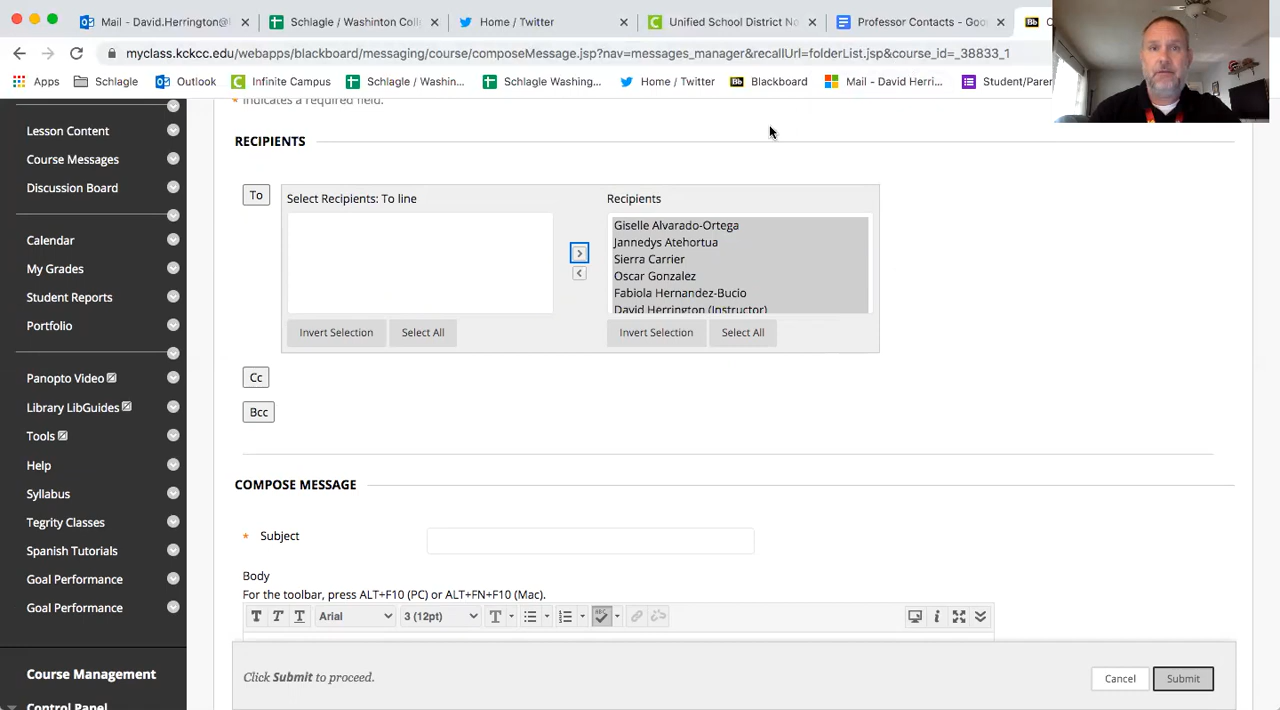 Mail - David.Herrington@
Schlagle / Washinton Coll
Home / Twitter
Unified School District No
Professor Contacts - Goo
myclass.kckcc.edu/webapps/blackboard/messaging/course/composeMessage.jsp?nav=messages_manager&recallUrl=folderList.jsp&course_id=_38833_1
Apps
Schlagle
Outlook
Infinite Campus
Schlagle / Washin...
Schlagle Washing...
Home / Twitter
Bb
Blackboard
Mail - David Herri...
Student/Paren
* Indicates a required field.
Lesson Content
Course Messages
Discussion Board
Calendar
My Grades
Student Reports
Portfolio
Panopto Video
Library LibGuides
Tools
Help
Syllabus
Tegrity Classes
Spanish Tutorials
Goal Performance
Goal Performance
Course Management
Control Panel
RECIPIENTS
To
Select Recipients: To line
Recipients
Giselle Alvarado-Ortega
Jannedys Atehortua
Sierra Carrier
Oscar Gonzalez
Fabiola Hernandez-Bucio
David Herrington (Instructor)
Invert Selection
Select All
Invert Selection
Select All
Cc
Bcc
COMPOSE MESSAGE
* Subject
Body
For the toolbar, press ALT+F10 (PC) or ALT+FN+F10 (Mac).
T T T Arial 3 (12pt) T
Click Submit to proceed.
Cancel
Submit